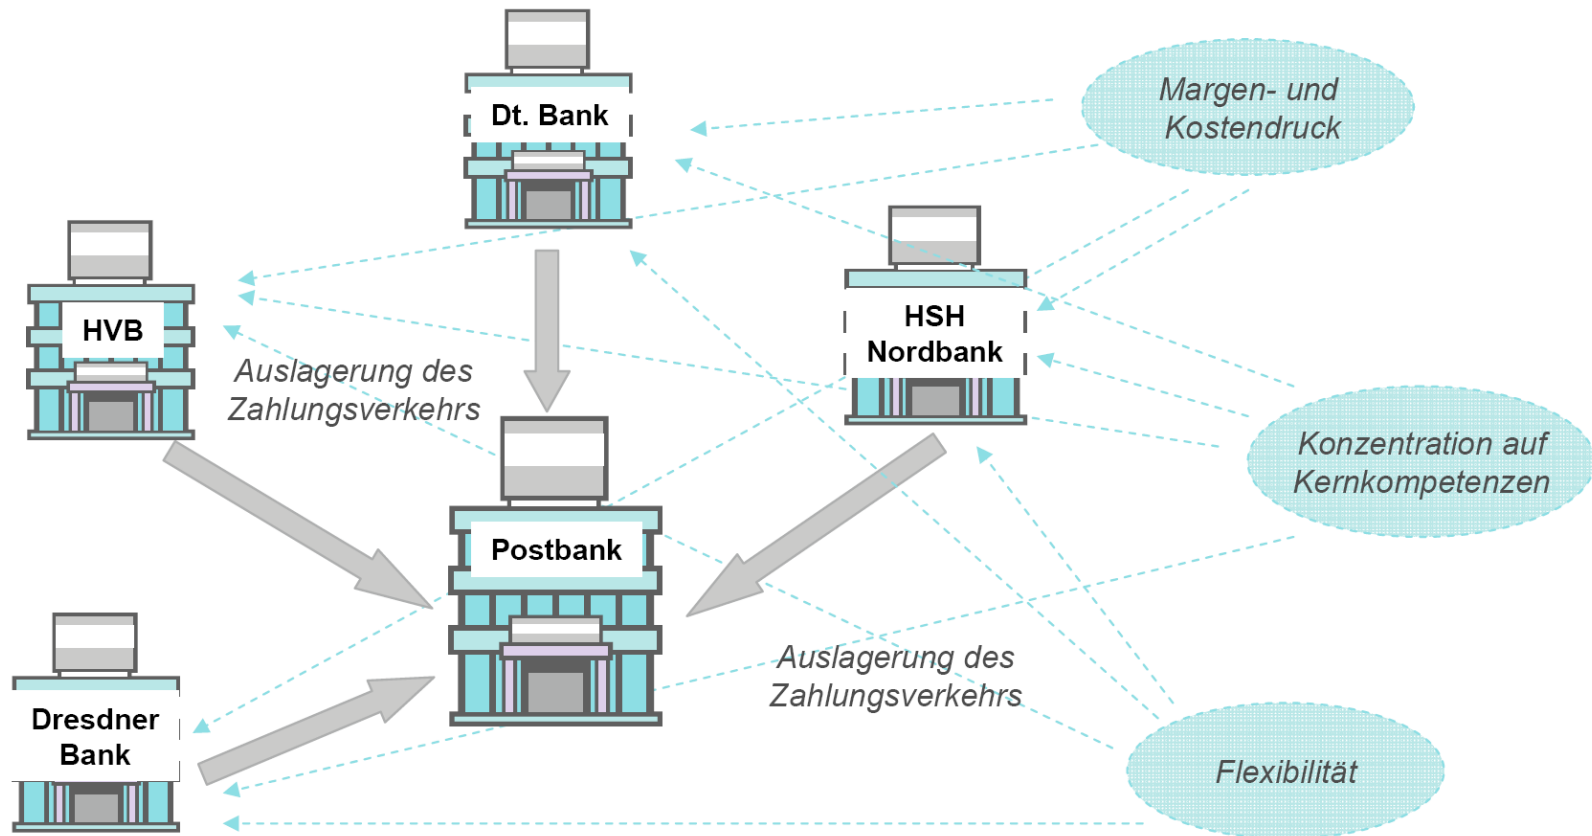 Dt. Bank
Margen- und
Kostendruck
HVB
HSH
Nordbank
Auslagerung des
Zahlungsverkehrs
Konzentration auf
Kernkompetenzen
Postbank
Auslagerung des
Zahlungsverkehrs
Dresdner
Bank
Flexibilität